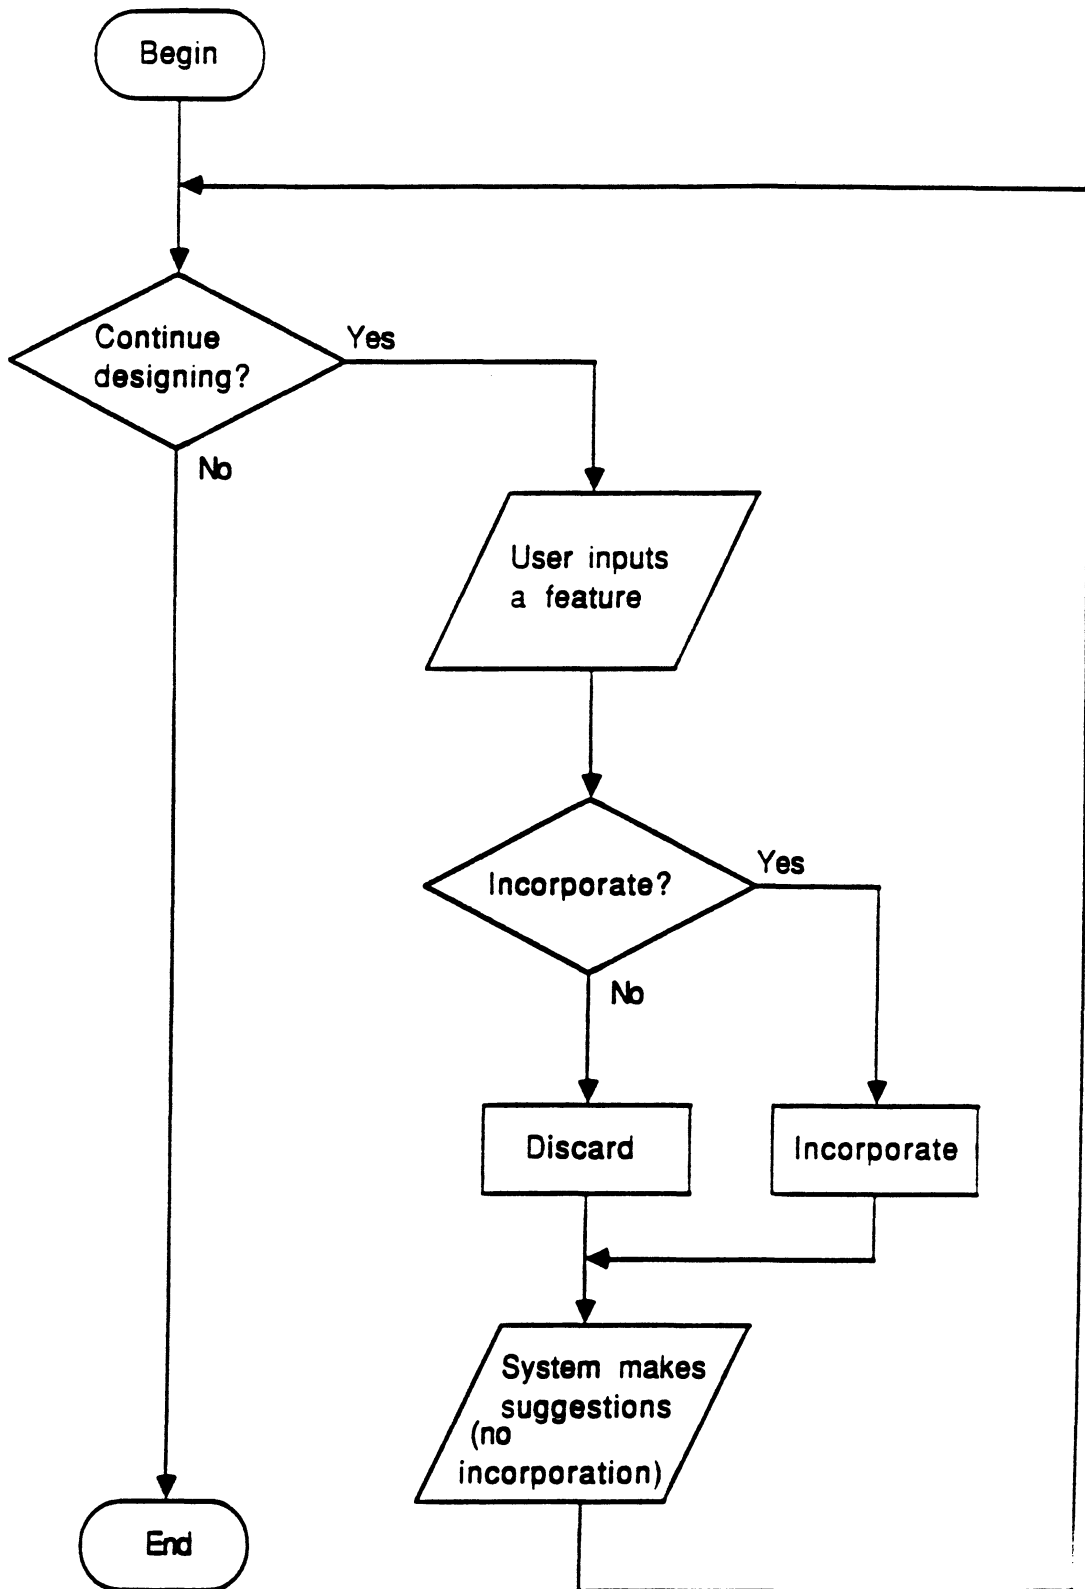 Begin
Continue
designing?
Yes
No
User inputs
a feature
Incorporate?
Yes
No
Discard
Incorporate
System makes
suggestions
(no
incorporation)
End